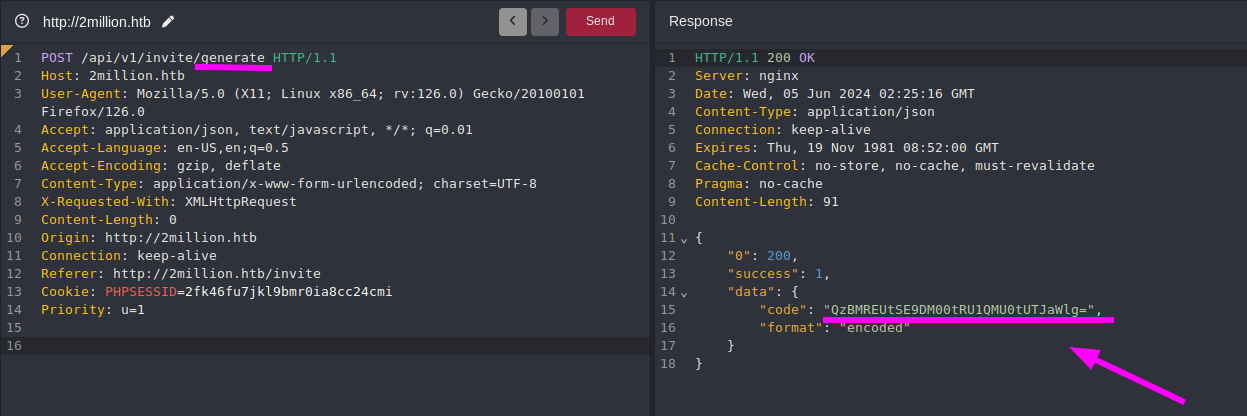 http://2million.htb
Send
Response
1 POST /api/v1/invite/generate HTTP/1.1
2 Host: 2million.htb
3 User-Agent: Mozilla/5.0 (X11; Linux x86_64; rv:126.0) Gecko/20100101
Firefox/126.0
4 Accept: application/json, text/javascript, */*; q=0.01
5 Accept-Language: en-US,en;q=0.5
6 Accept-Encoding: gzip, deflate
7 Content-Type: application/x-www-form-urlencoded; charset=UTF-8
8 X-Requested-With: XMLHttpRequest
9 Content-Length: 0
10 Origin: http://2million.htb
11 Connection: keep-alive
12 Referer: http://2million.htb/invite
13 Cookie: PHPSESSID=2fk46fu7jkl9bmr0ia8cc24cmi
14 Priority: u=1
15
16
1 HTTP/1.1 200 OK
2 Server: nginx
3 Date: Wed, 05 Jun 2024 02:25:16 GMT
4 Content-Type: application/json
5 Connection: keep-alive
6 Expires: Thu, 19 Nov 1981 08:52:00 GMT
7 Cache-Control: no-store, no-cache, must-revalidate
8 Pragma: no-cache
9 Content-Length: 91
10
11 {
12 "0": 200,
13 "success": 1,
14 "data": {
15 "code": "QzBMREUtSE9DM00tRU1QMU0tUTJaWlg=",
16 "format": "encoded"
17 }
18 }